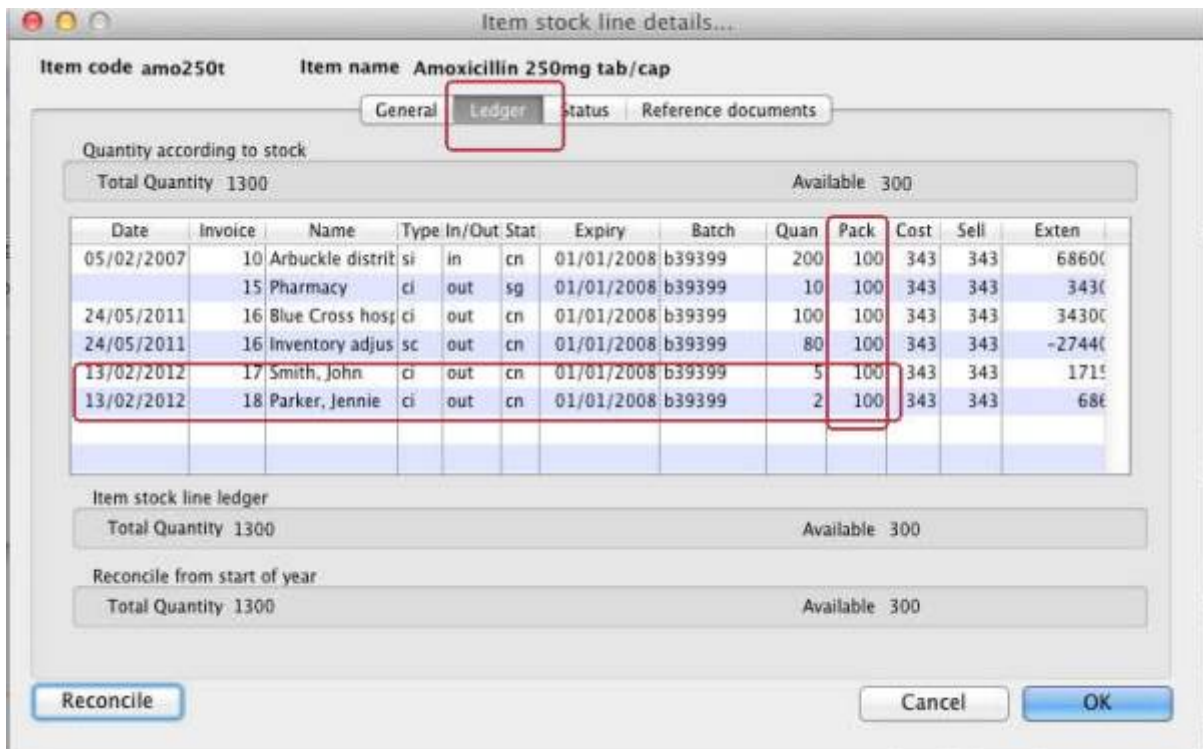 Item stock line details...
Item code amo250t Item name Amoxicillin 250mg tab/cap
General Ledger Status Reference documents
Quantity according to stock
Total Quantity 1300 Available 300
Date Invoice Name Type In/Out Stat Expiry Batch Quan Pack Cost Sell Exten
05/02/2007 10 Arbuckle distrit si in cn 01/01/2008 b39399 200 100 343 343 6860
15 Pharmacy ci out sg 01/01/2008 b39399 10 100 343 343 343
24/05/2011 16 Blue Cross hosp ci out cn 01/01/2008 b39399 100 100 343 343 3430
24/05/2011 16 Inventory adjus sc out cn 01/01/2008 b39399 80 100 343 343 -2744
13/02/2012 17 Smith, John ci out cn 01/01/2008 b39399 5 100 343 343 171
13/02/2012 18 Parker, Jennie ci out cn 01/01/2008 b39399 2 100 343 343 686
Item stock line ledger
Total Quantity 1300 Available 300
Reconcile from start of year
Total Quantity 1300 Available 300
Reconcile Cancel OK